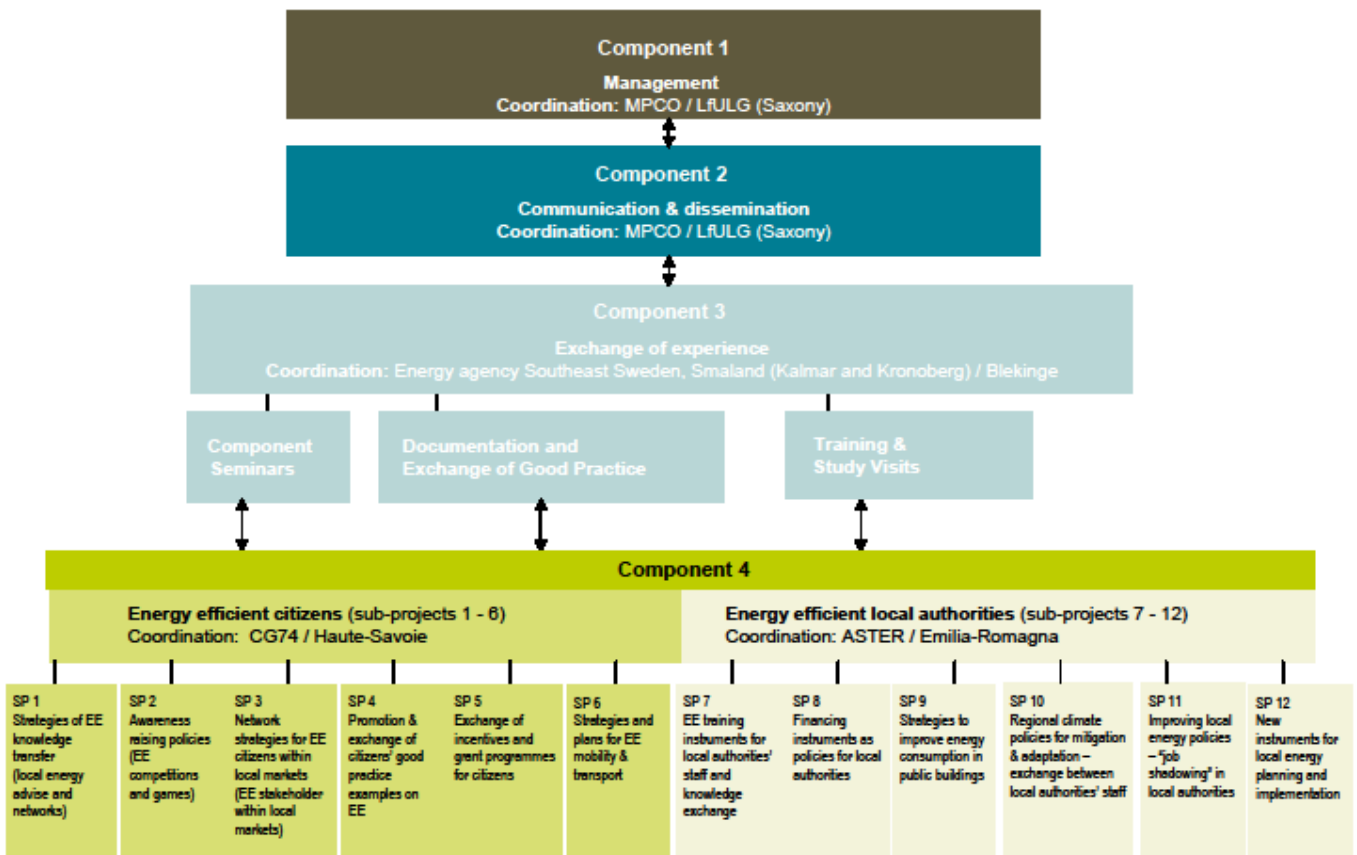 Component 1
Management
Coordination: MPCO / LfULG (Saxony)
Component 2
Communication & dissemination
Coordination: MPCO / LfULG (Saxony)
Component 3
Exchange of experience
Coordination: Energy agency Southeast Sweden, Smaland (Kalmar and Kronoberg) / Blekinge
Component
Seminars
Documentation and
Exchange of Good Practice
Training &
Study Visits
Component 4
Energy efficient citizens (sub-projects 1 - 6)
Coordination: CG74 / Haute-Savoie
Energy efficient local authorities (sub-projects 7 - 12)
Coordination: ASTER / Emilia-Romagna
SP 1
Strategies of EE
knowledge
transfer
(local energy
advise and
networks)
SP 2
Awareness
raising policies
(EE
competitions
and games)
SP 3
Network
strategies for EE
citizens within
local markets
(EE stakeholder
within local
markets)
SP 4
Promotion &
exchange of
citizens' good
practice
examples on
EE
SP 5
Exchange of
incentives and
grant programmes
for citizens
SP 6
Strategies and
plans for EE
mobility &
transport
SP 7
EE training
instruments for
local authorities'
staff and
knowledge
exchange
SP 8
Financing
instruments as
policies for local
authorities
SP 9
Strategies to
improve energy
consumption in
public buildings
SP 10
Regional climate
policies for mitigation
& adaptation –
exchange between
local authorities' staff
SP 11
Improving local
energy policies
– "job
shadowing" in
local authorities
SP 12
New
instruments for
local energy
planning and
implementation